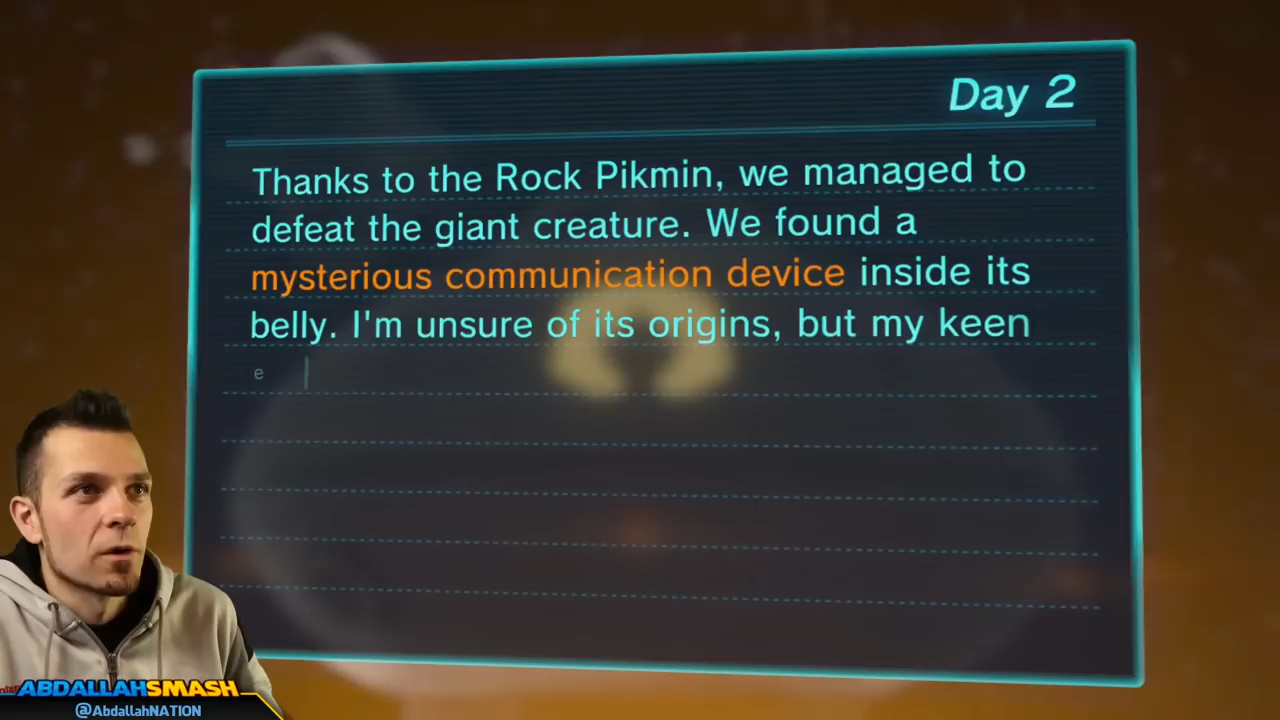 Day 2
Thanks to the Rock Pikmin, we managed to
defeat the giant creature. We found a
mysterious communication device inside its
belly. I'm unsure of its origins, but my keen
e
ABDALLAHSMASH
@AbdallahNATION